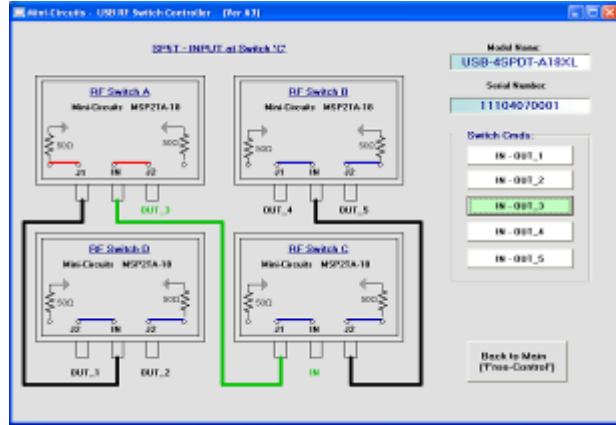 Mini-Circuits - USB RF Switch Controller (Ver A3)
SP5T - INPUT at Switch 'C'
Model Name:
USB-4SPDT-A18XL
Serial Number:
11104070001
Switch Cmds:
IN - OUT_1
IN - OUT_2
IN - OUT_3
IN - OUT_4
IN - OUT_5
Back to Main
('Free-Control')
RF Switch A
Mini-Circuits MSP2TA-18
50Ω 50Ω
J1 IN J2
OUT_3
RF Switch B
Mini-Circuits MSP2TA-18
50Ω 50Ω
J1 IN J2
OUT_4 OUT_5
RF Switch D
Mini-Circuits MSP2TA-18
50Ω 50Ω
J2 IN J2
OUT_1 OUT_2
RF Switch C
Mini-Circuits MSP2TA-18
50Ω 50Ω
J1 IN J2
IN